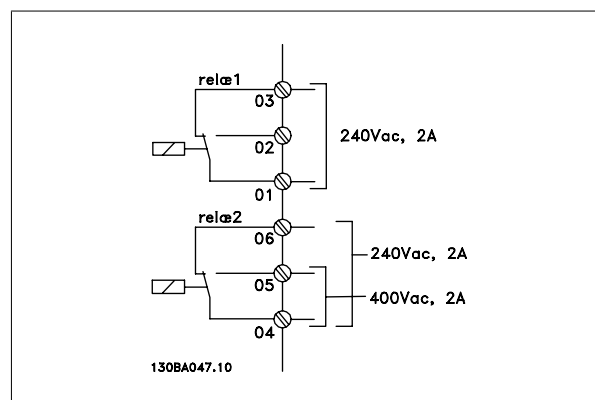 relæ1
03
02
240Vac, 2A
01
relæ2
06
240Vac, 2A
05
400Vac, 2A
04
130BA047.10